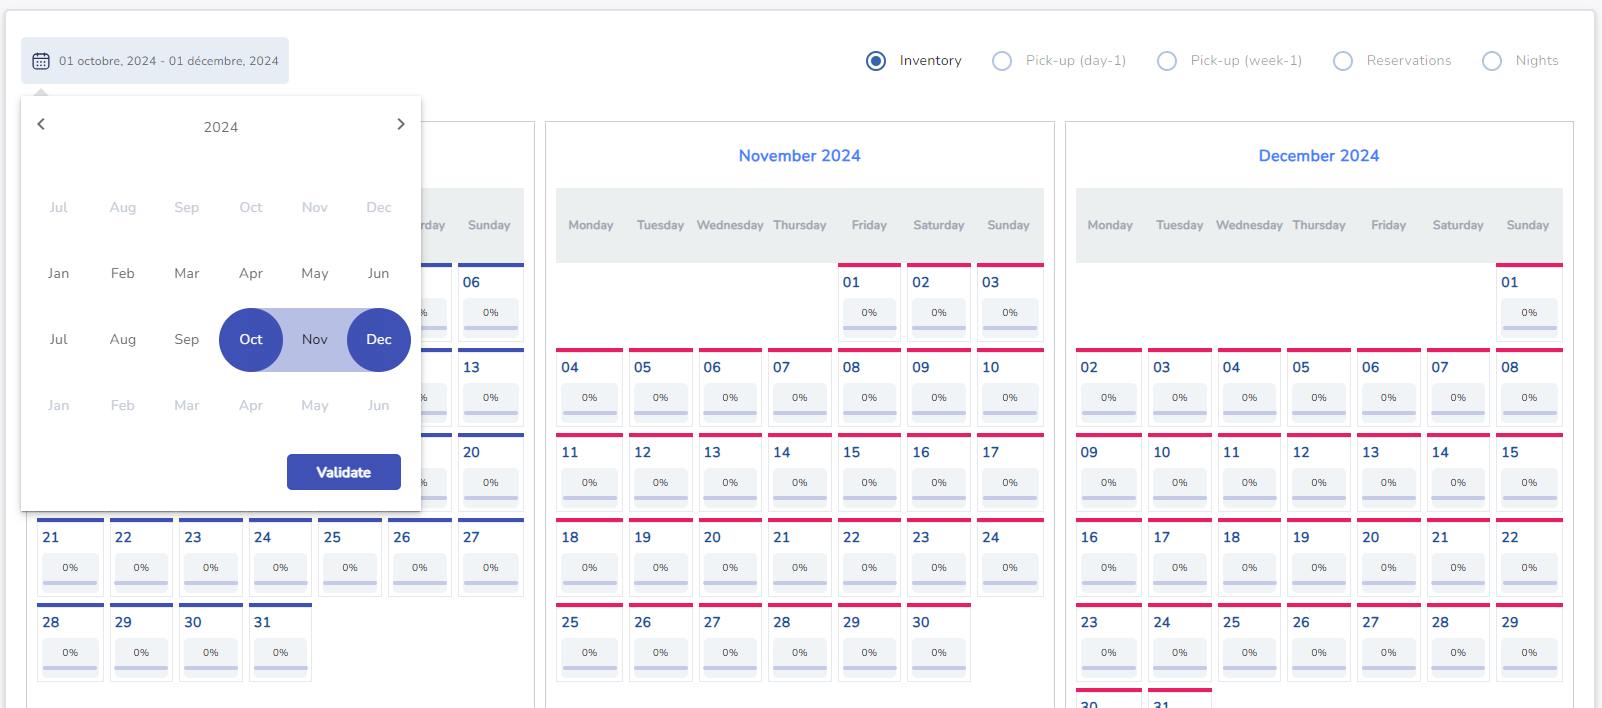 01 octobre, 2024 - 01 décembre, 2024
Inventory Pick-up (day-1) Pick-up (week-1) Reservations Nights
2024
Jul Aug Sep Oct Nov Dec
Jan Feb Mar Apr May Jun
Jul Aug Sep Oct Nov Dec
Jan Feb Mar Apr May Jun
Validate
Sunday
06
0%
13
0%
20
0%
21 22 23 24 25 26 27
0% 0% 0% 0% 0% 0% 0%
28 29 30 31
0% 0% 0% 0%
November 2024
Monday Tuesday Wednesday Thursday Friday Saturday Sunday
01 02 03
0% 0% 0%
04 05 06 07 08 09 10
0% 0% 0% 0% 0% 0% 0%
11 12 13 14 15 16 17
0% 0% 0% 0% 0% 0% 0%
18 19 20 21 22 23 24
0% 0% 0% 0% 0% 0% 0%
25 26 27 28 29 30
0% 0% 0% 0% 0% 0%
December 2024
Monday Tuesday Wednesday Thursday Friday Saturday Sunday
01
0%
02 03 04 05 06 07 08
0% 0% 0% 0% 0% 0% 0%
09 10 11 12 13 14 15
0% 0% 0% 0% 0% 0% 0%
16 17 18 19 20 21 22
0% 0% 0% 0% 0% 0% 0%
23 24 25 26 27 28 29
0% 0% 0% 0% 0% 0% 0%
30 31